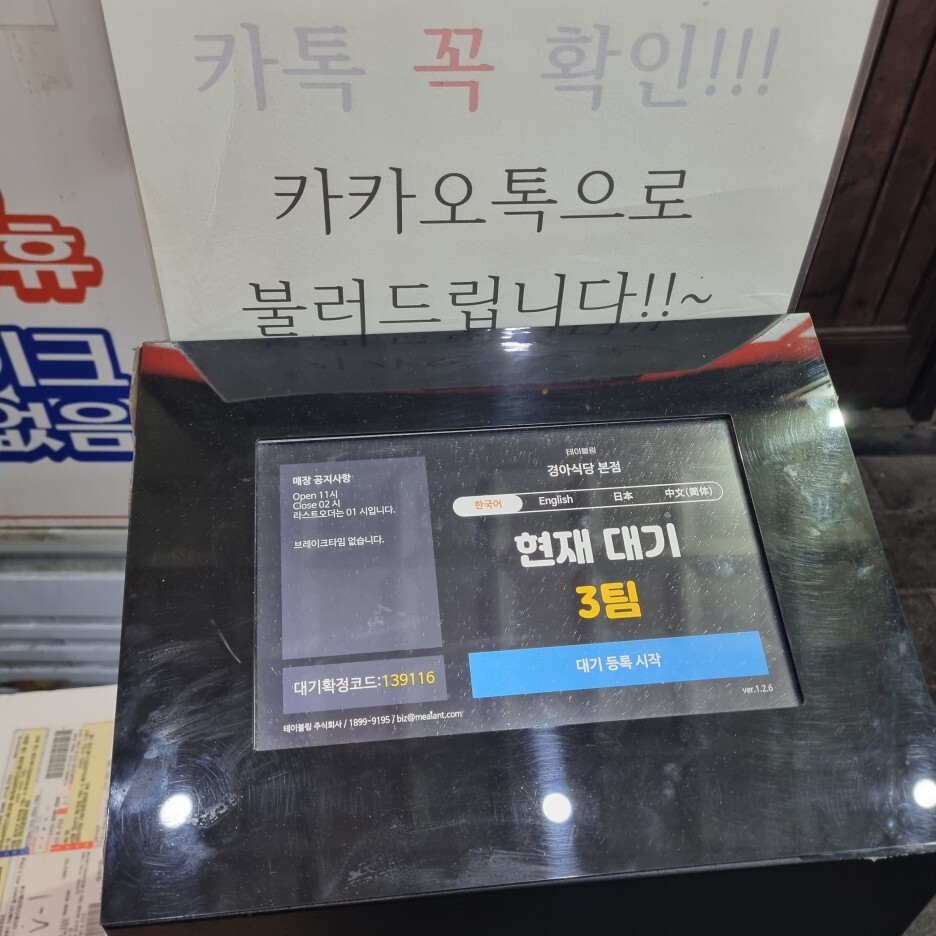 카톡 꼭 확인!!!
카카오톡으로
불러드립니다!!~
휴
이크
없음
테이블링
경아식당 본점
한국어 English 日本 中文(简体)
매장 공지사항
Open 11시
Close 02 시
라스트오더는 01 시입니다.
브레이크타임 없습니다.
현재 대기
3팀
대기 등록 시작
대기확정코드:139116
ver.1.2.6
테이블링 주식회사 / 1899-9195 / biz@mealant.com